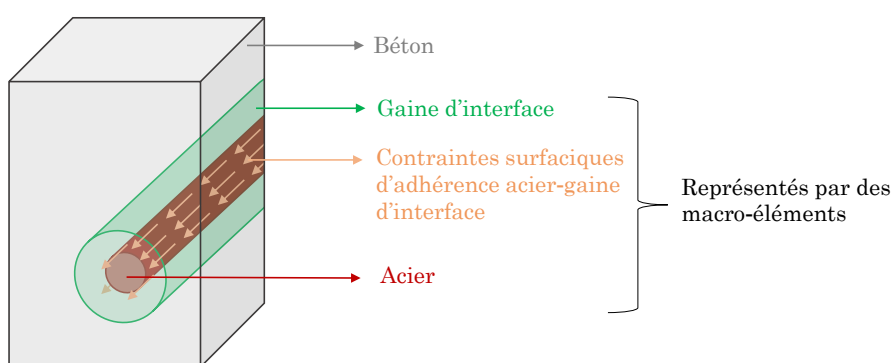 Béton
Gaine d'interface
Contraintes surfaciques
d'adhérence acier-gaine
d'interface
Acier
Représentés par des
macro-éléments